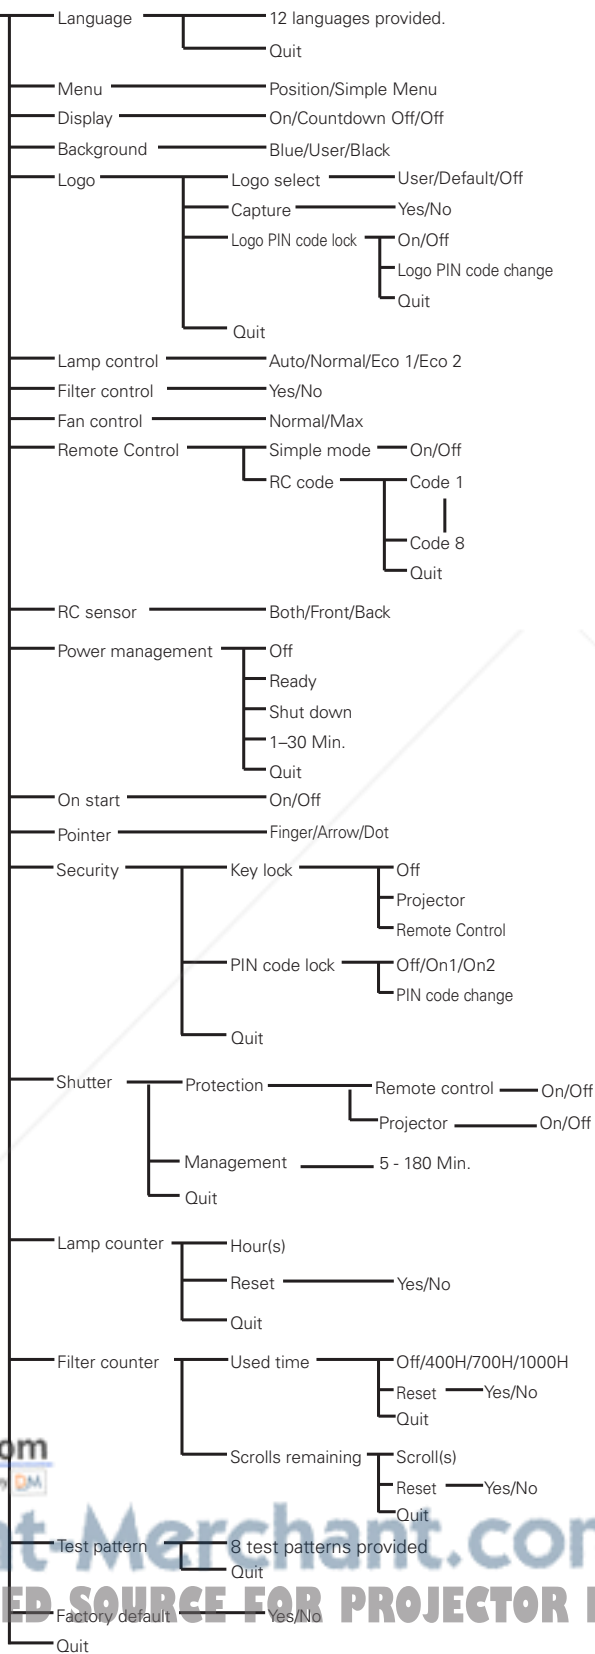 Language 12 languages provided.
Quit
Menu Position/Simple Menu
Display On/Countdown Off/Off
Background Blue/User/Black
Logo Logo select User/Default/Off
Capture Yes/No
Logo PIN code lock On/Off
Logo PIN code change
Quit
Quit
Lamp control Auto/Normal/Eco 1/Eco 2
Filter control Yes/No
Fan control Normal/Max
Remote Control Simple mode On/Off
RC code Code 1
Code 8
Quit
RC sensor Both/Front/Back
Power management Off
Ready
Shut down
1–30 Min.
Quit
On start On/Off
Pointer Finger/Arrow/Dot
Security Key lock Off
Projector
Remote Control
PIN code lock Off/On1/On2
PIN code change
Quit
Shutter Protection Remote control On/Off
Projector On/Off
Management 5 - 180 Min.
Quit
Lamp counter Hour(s)
Reset Yes/No
Quit
Filter counter Used time Off/400H/700H/1000H
Reset Yes/No
Quit
om
Scrolls remaining Scroll(s)
DM
Reset Yes/No
Quit
t-Merchant.con
Test pattern 8 test patterns provided
Quit
ED SOURCE FOR PROJECTOR
Factory default Yes/No
Quit